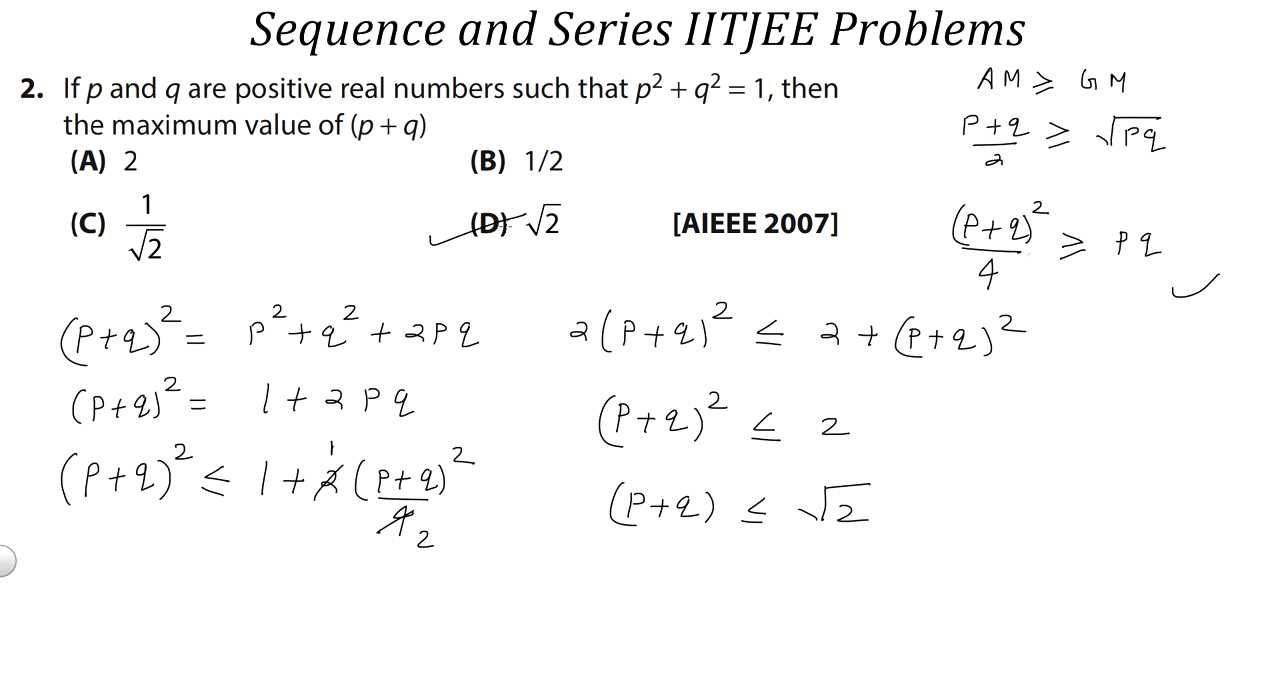 Sequence and Series IITJEE Problems
2. If p and q are positive real numbers such that p² + q² = 1, then
the maximum value of (p + q)
(A) 2 (B) 1/2
(C) 1/√2 (D) √2 [AIEEE 2007]
AM ≥ GM
(P+q)/2 ≥ √Pq
(P+q)²/4 ≥ Pq
(P+q)² = P²+q²+2Pq
(P+q)² = 1+2Pq
(P+q)² ≤ 1+2(P+q)²/4 1 2
2(P+q)² ≤ 2+(P+q)²
(P+q)² ≤ 2
(P+q) ≤ √2